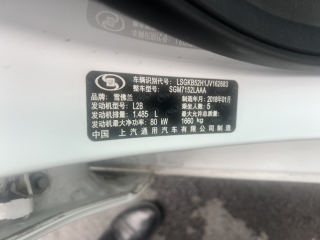 车辆识别代号: LSGKB52H1JV162683
整车型号: SGM7152LAAA
品牌: 雪佛兰 制造年月: 2018年01月
发动机型号: L2B 乘坐人数: 5
发动机排量: 1.485 L 最大允许总质量:
发动机最大净功率: 80 kW 1660 kg
中国 上汽通用汽车有限公司